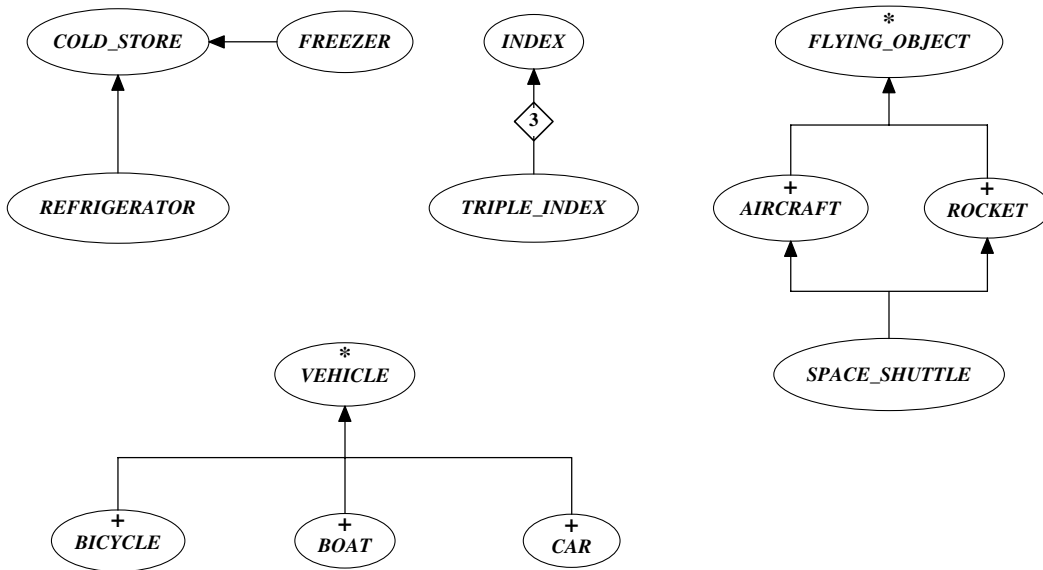 COLD_STORE
FREEZER
INDEX
*
FLYING_OBJECT
3
REFRIGERATOR
TRIPLE_INDEX
+
AIRCRAFT
+
ROCKET
*
VEHICLE
SPACE_SHUTTLE
+
BICYCLE
+
BOAT
+
CAR